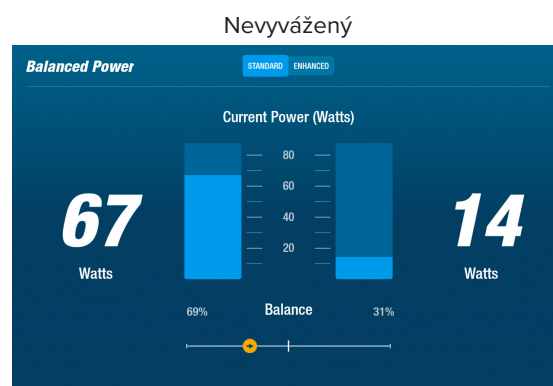 Nevyvážený
Balanced Power
STANDARD ENHANCED
Current Power (Watts)
80
60
67
40
14
20
Watts
Watts
69%
Balance
31%